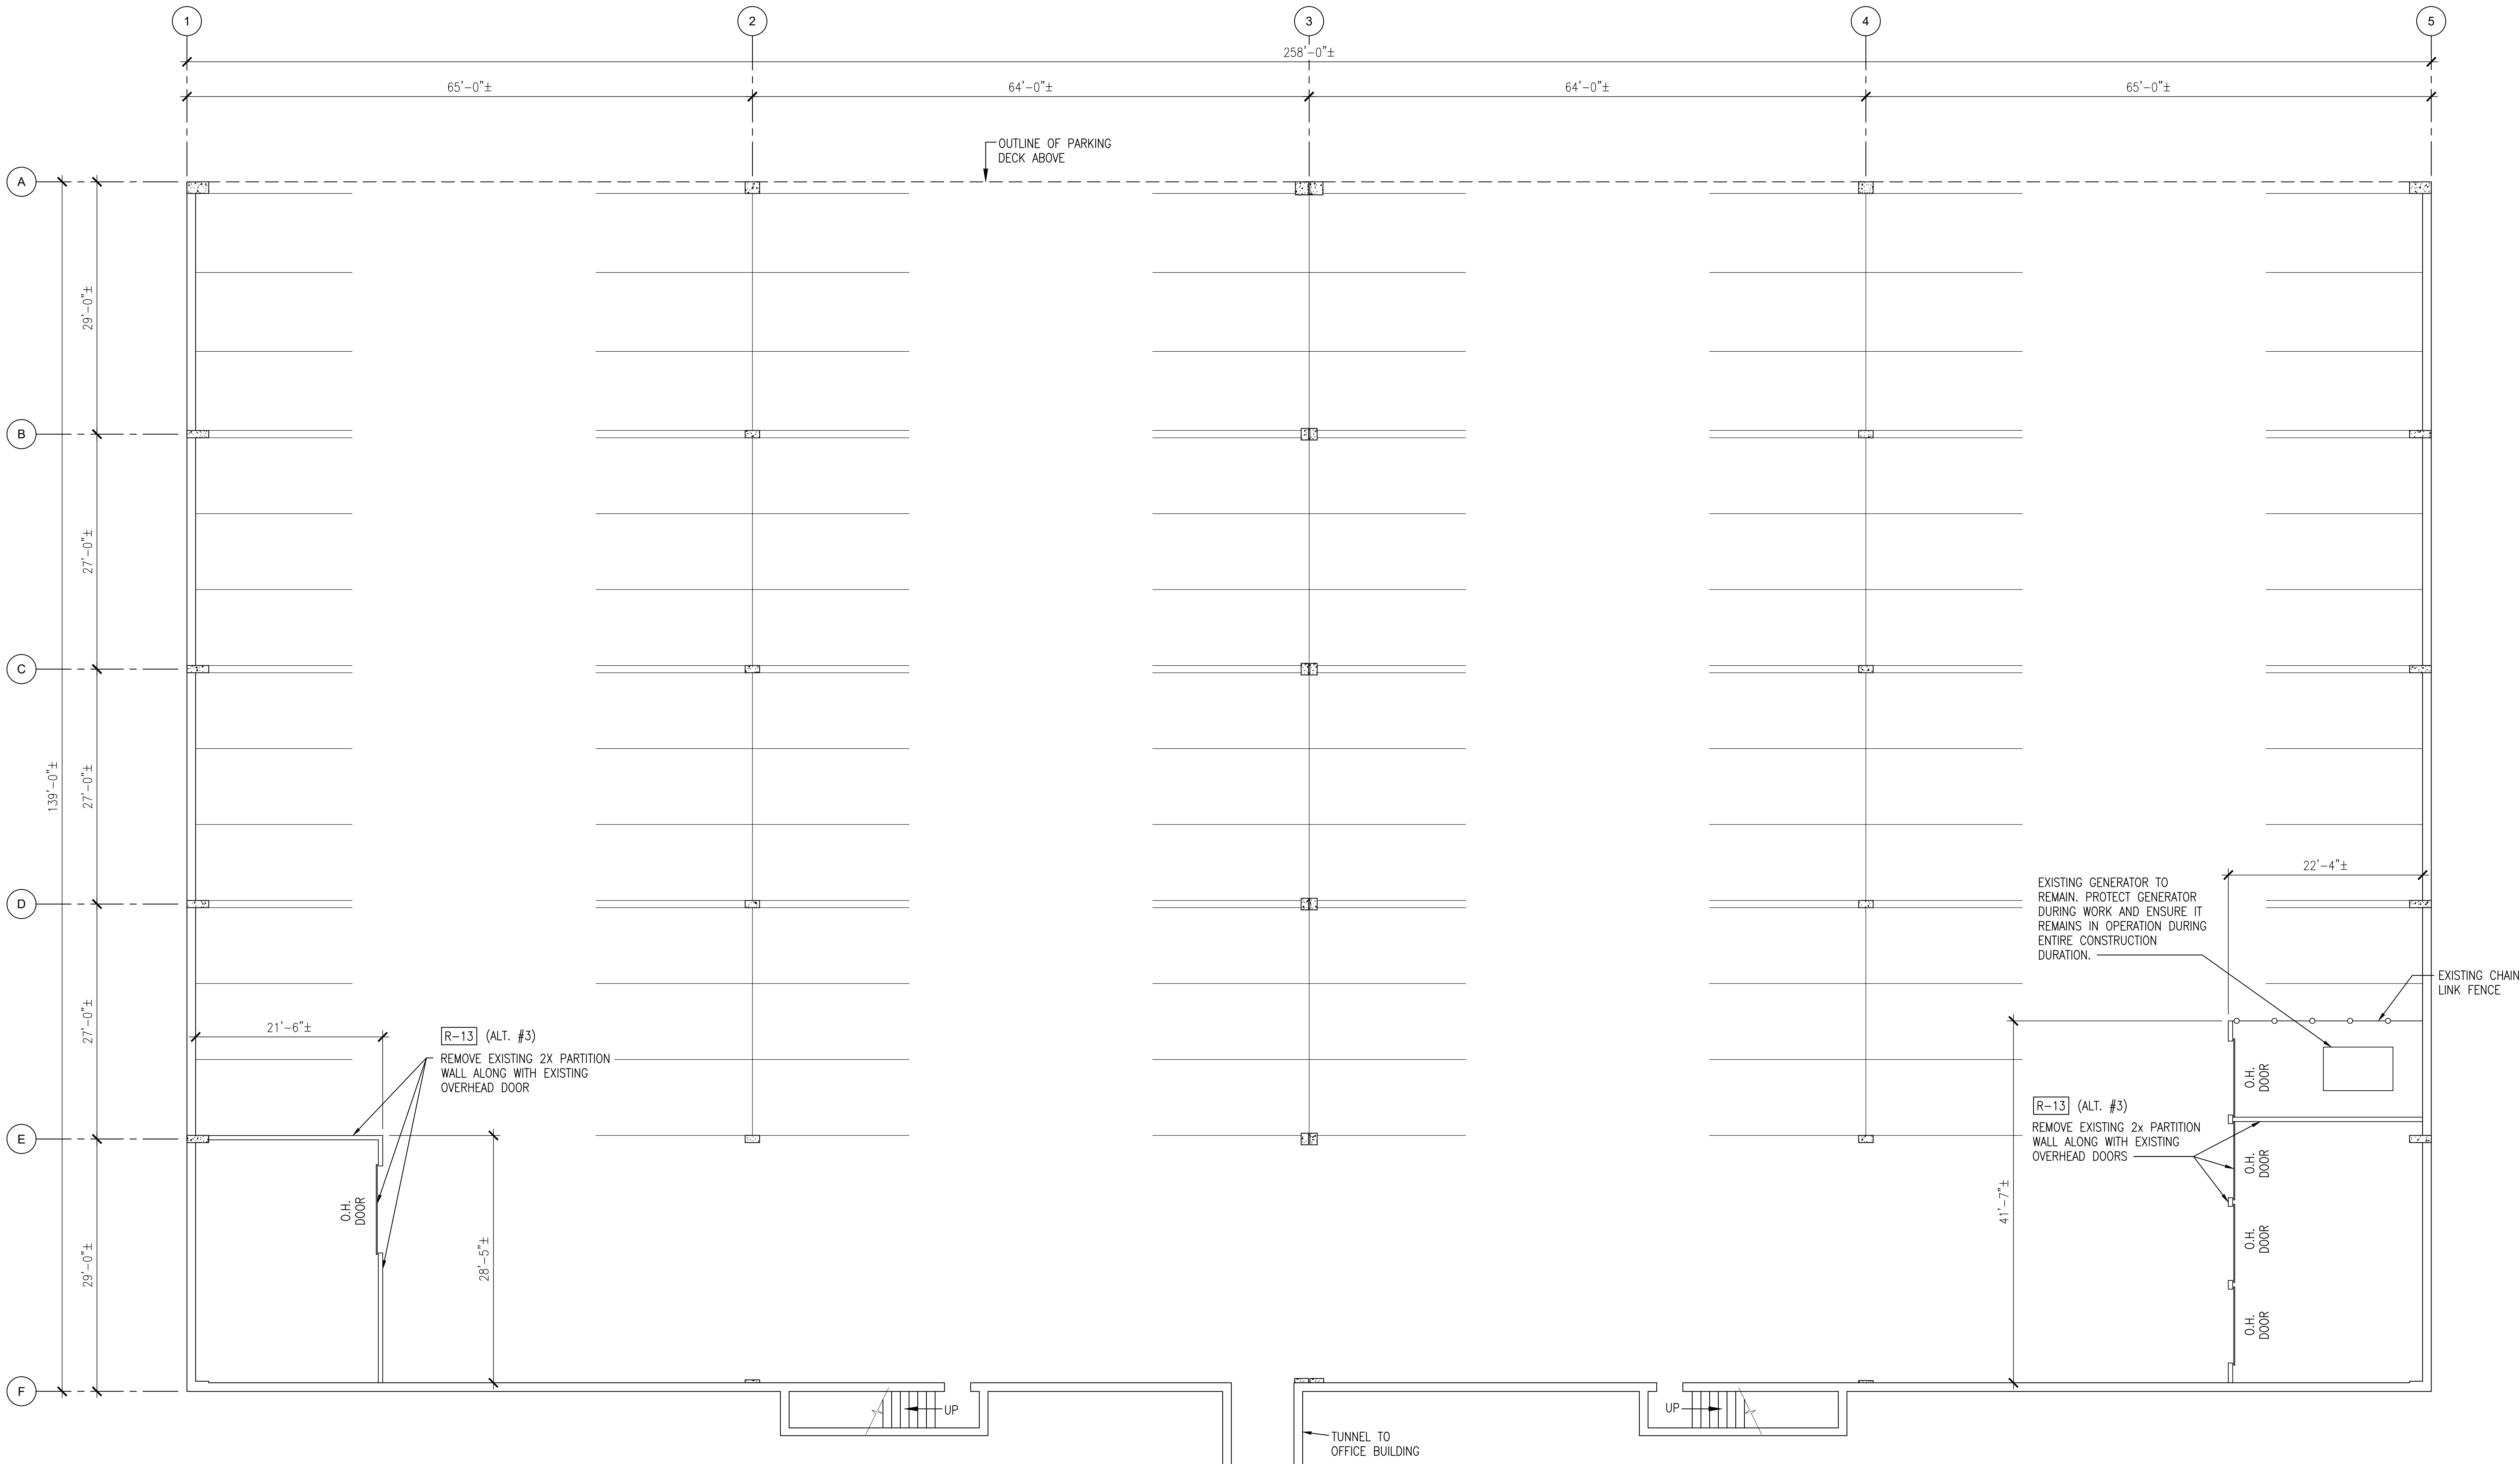 1
2
3
4
5
258'-0"±
65'-0"±
64'-0"±
64'-0"±
65'-0"±
OUTLINE OF PARKING
DECK ABOVE
A
B
C
D
E
F
139'-0"±
29'-0"±
27'-0"±
27'-0"±
27'-0"±
29'-0"±
21'-6"±
R-13 (ALT. #3)
REMOVE EXISTING 2X PARTITION
WALL ALONG WITH EXISTING
OVERHEAD DOOR
O.H.
DOOR
28'-5"±
22'-4"±
EXISTING GENERATOR TO
REMAIN. PROTECT GENERATOR
DURING WORK AND ENSURE IT
REMAINS IN OPERATION DURING
ENTIRE CONSTRUCTION
DURATION.
EXISTING CHAIN
LINK FENCE
R-13 (ALT. #3)
REMOVE EXISTING 2x PARTITION
WALL ALONG WITH EXISTING
OVERHEAD DOORS
41'-7"±
O.H.
DOOR
O.H.
DOOR
O.H.
DOOR
O.H.
DOOR
UP
UP
TUNNEL TO
OFFICE BUILDING